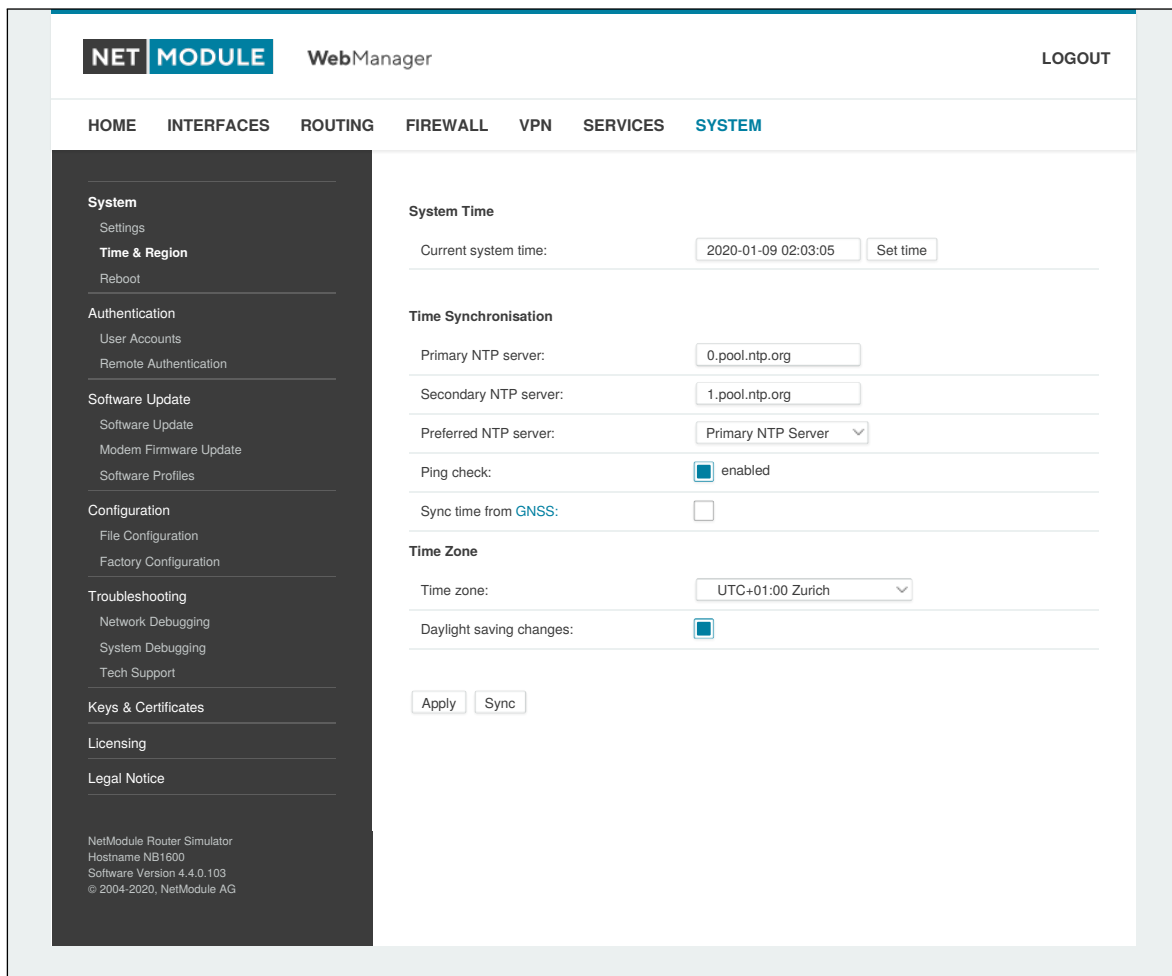 NET MODULE WebManager LOGOUT
HOME INTERFACES ROUTING FIREWALL VPN SERVICES SYSTEM
System
Settings
Time & Region
Reboot
Authentication
User Accounts
Remote Authentication
Software Update
Software Update
Modem Firmware Update
Software Profiles
Configuration
File Configuration
Factory Configuration
Troubleshooting
Network Debugging
System Debugging
Tech Support
Keys & Certificates
Licensing
Legal Notice
NetModule Router Simulator
Hostname NB1600
Software Version 4.4.0.103
© 2004-2020, NetModule AG
System Time
Current system time: 2020-01-09 02:03:05 Set time
Time Synchronisation
Primary NTP server: 0.pool.ntp.org
Secondary NTP server: 1.pool.ntp.org
Preferred NTP server: Primary NTP Server
Ping check: enabled
Sync time from GNSS:
Time Zone
Time zone: UTC+01:00 Zurich
Daylight saving changes:
Apply Sync